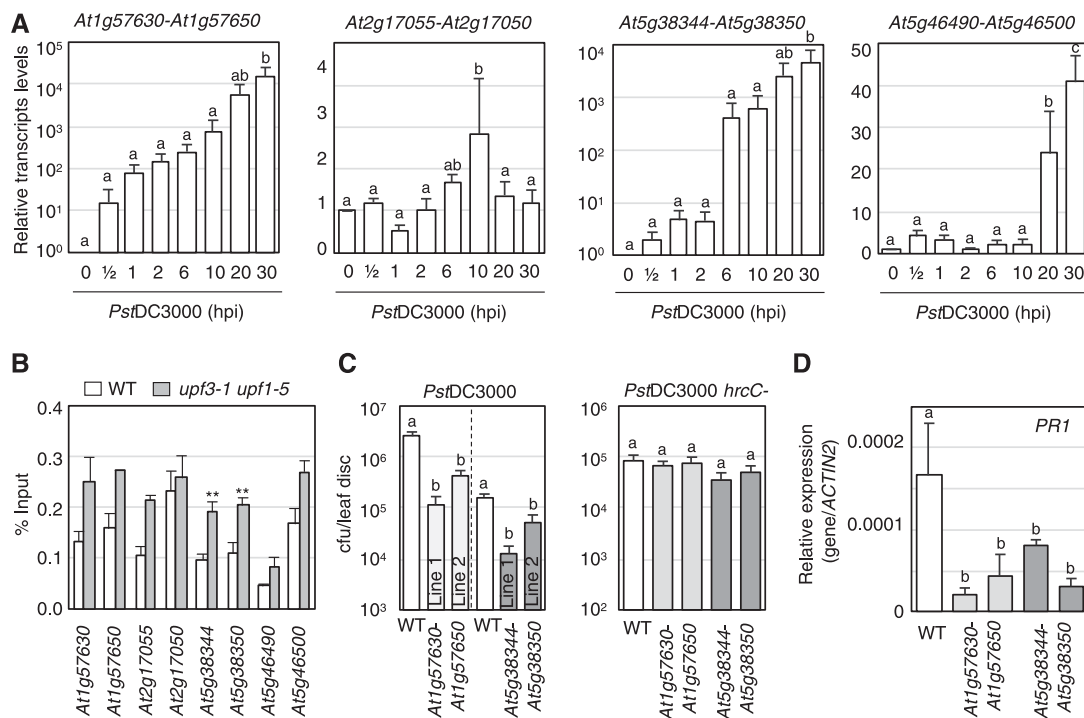 A
At1g57630-At1g57650
At2g17055-At2g17050
At5g38344-At5g38350
At5g46490-At5g46500
Relative transcripts levels
10⁵
10⁴
10³
10²
10¹
10⁰
a a a a a a ab b
0 ½ 1 2 6 10 20 30
PstDC3000 (hpi)
4
3
2
1
0
a a a a ab b a a
0 ½ 1 2 6 10 20 30
PstDC3000 (hpi)
10⁴
10³
10²
10¹
10⁰
a a a a a a ab b
0 ½ 1 2 6 10 20 30
PstDC3000 (hpi)
50
40
30
20
10
0
a a a a a a b c
0 ½ 1 2 6 10 20 30
PstDC3000 (hpi)
B
WT upf3-1 upf1-5
% Input
0.4
0.3
0.2
0.1
0.0
** **
At1g57630
At1g57650
At2g17055
At2g17050
At5g38344
At5g38350
At5g46490
At5g46500
C
PstDC3000
cfu/leaf disc
10⁷
10⁶
10⁵
10⁴
10³
a b b a b b
Line 1
Line 2
Line 1
Line 2
WT
At1g57630-
At1g57650
WT
At5g38344-
At5g38350
PstDC3000 hrcC-
10⁶
10⁵
10⁴
10³
10²
a a a a a
WT
At1g57630-
At1g57650
At5g38344-
At5g38350
D
PR1
Relative expression
(gene/ACTIN2)
0.0002
0.0001
0
a b b b b
WT
At1g57630-
At1g57650
At5g38344-
At5g38350